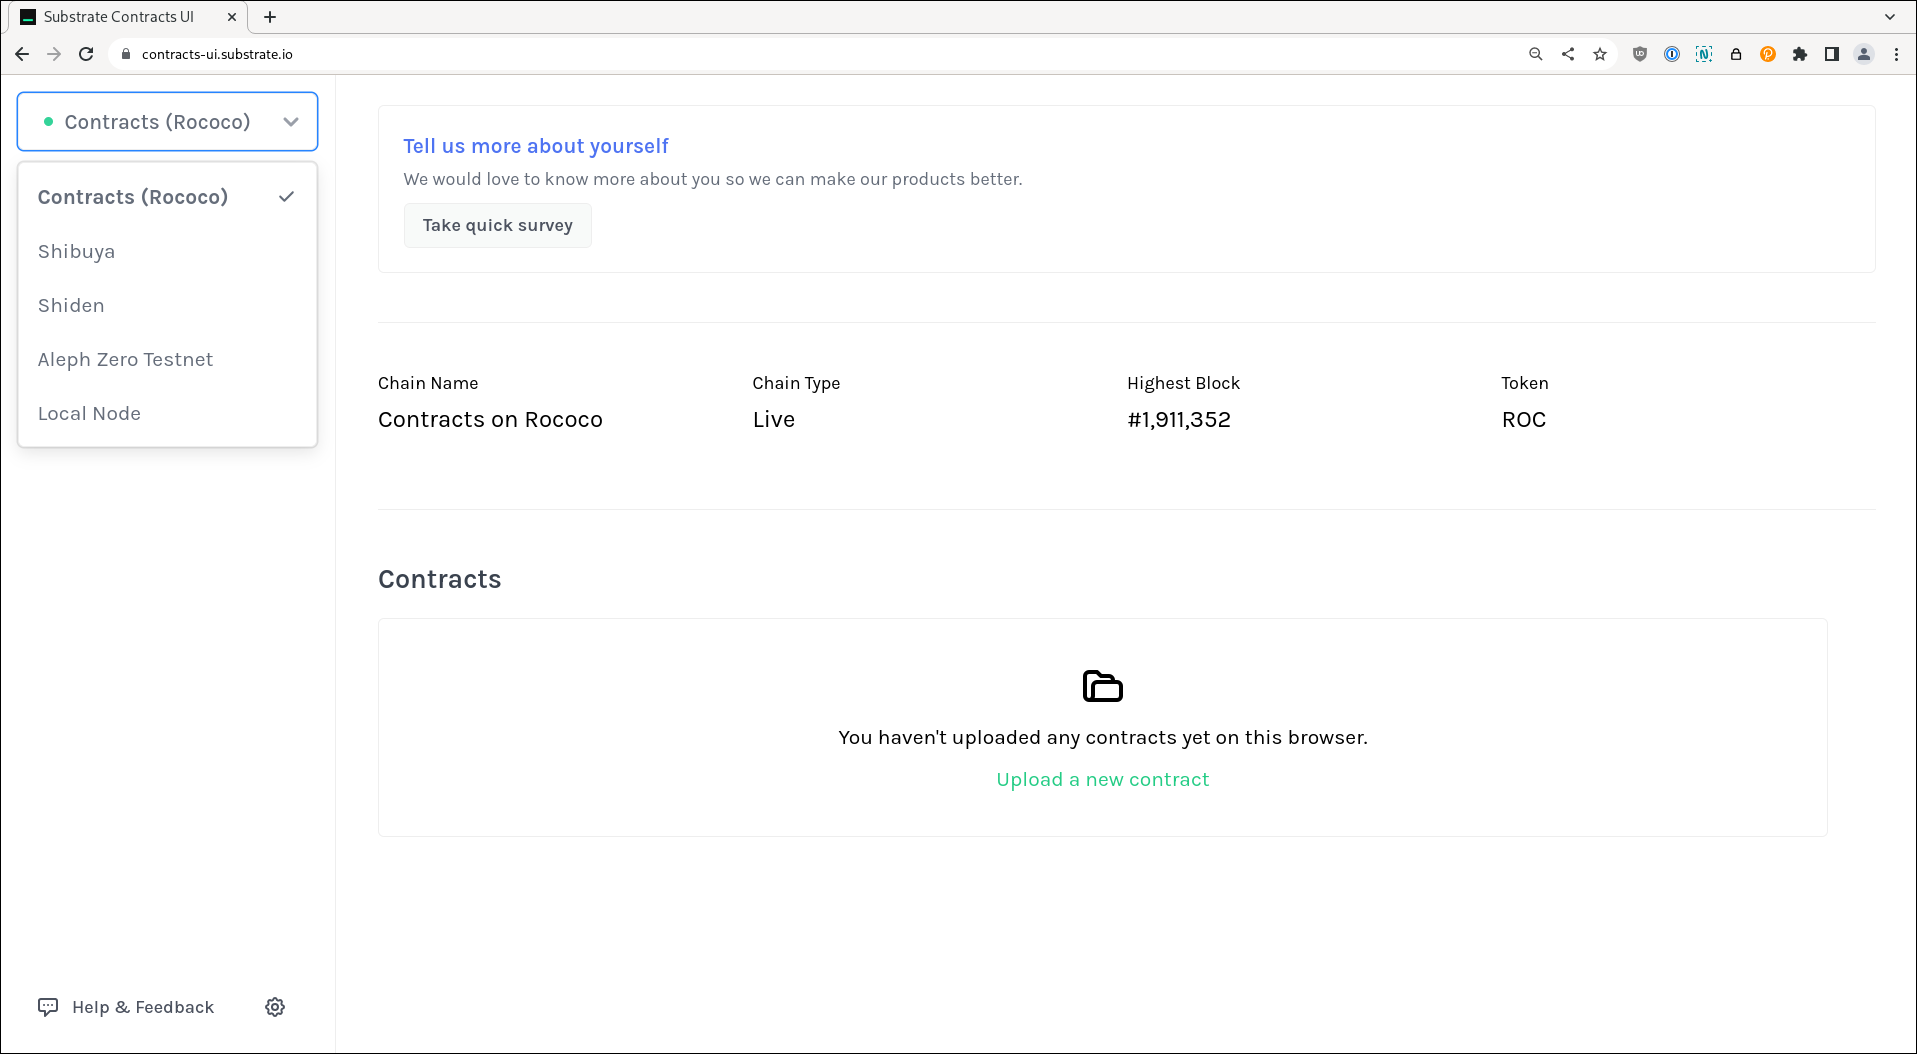 Substrate Contracts UI
contracts-ui.substrate.io
Contracts (Rococo)
Contracts (Rococo)
Shibuya
Shiden
Aleph Zero Testnet
Local Node
Help & Feedback
Tell us more about yourself
We would love to know more about you so we can make our products better.
Take quick survey
Chain Name
Contracts on Rococo
Chain Type
Live
Highest Block
#1,911,352
Token
ROC
Contracts
You haven't uploaded any contracts yet on this browser.
Upload a new contract